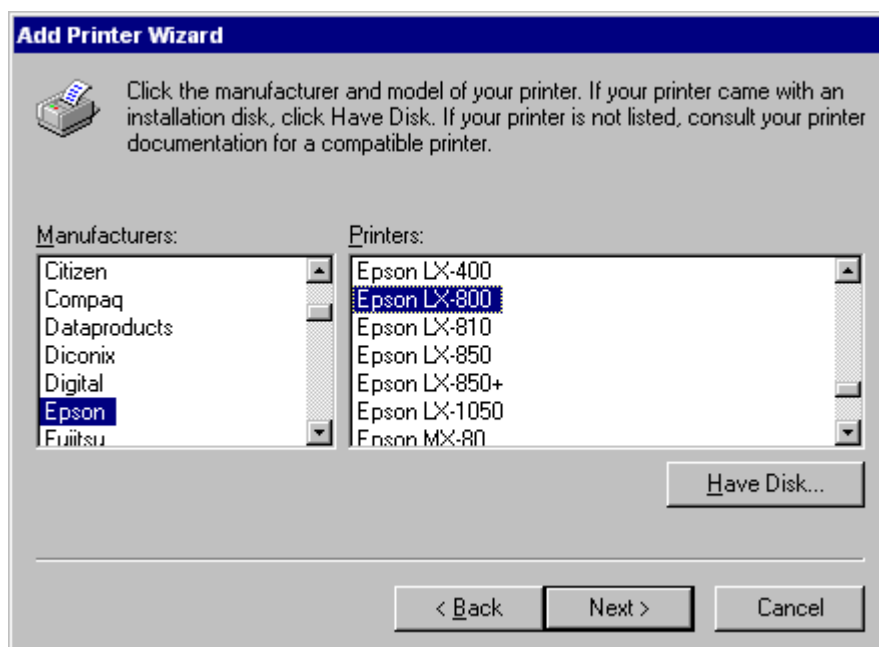 Add Printer Wizard
Click the manufacturer and model of your printer. If your printer came with an
installation disk, click Have Disk. If your printer is not listed, consult your printer
documentation for a compatible printer.
Manufacturers:
Citizen
Compaq
Dataproducts
Diconix
Digital
Epson
Fujitsu
Printers:
Epson LX-400
Epson LX-800
Epson LX-810
Epson LX-850
Epson LX-850+
Epson LX-1050
Epson MX-80
Have Disk...
< Back
Next >
Cancel